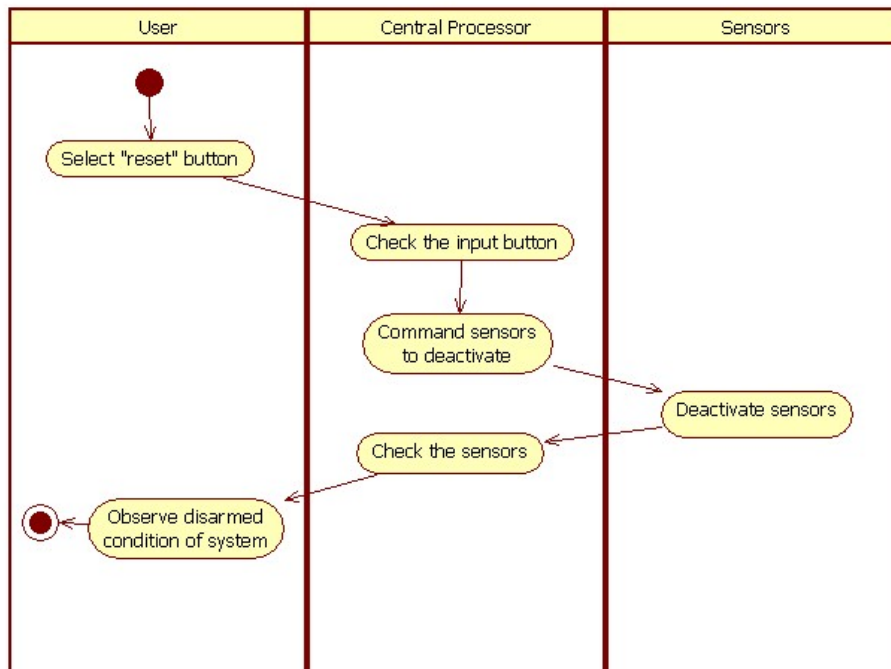 User
Central Processor
Sensors
Select "reset" button
Check the input button
Command sensors
to deactivate
Deactivate sensors
Check the sensors
Observe disarmed
condition of system